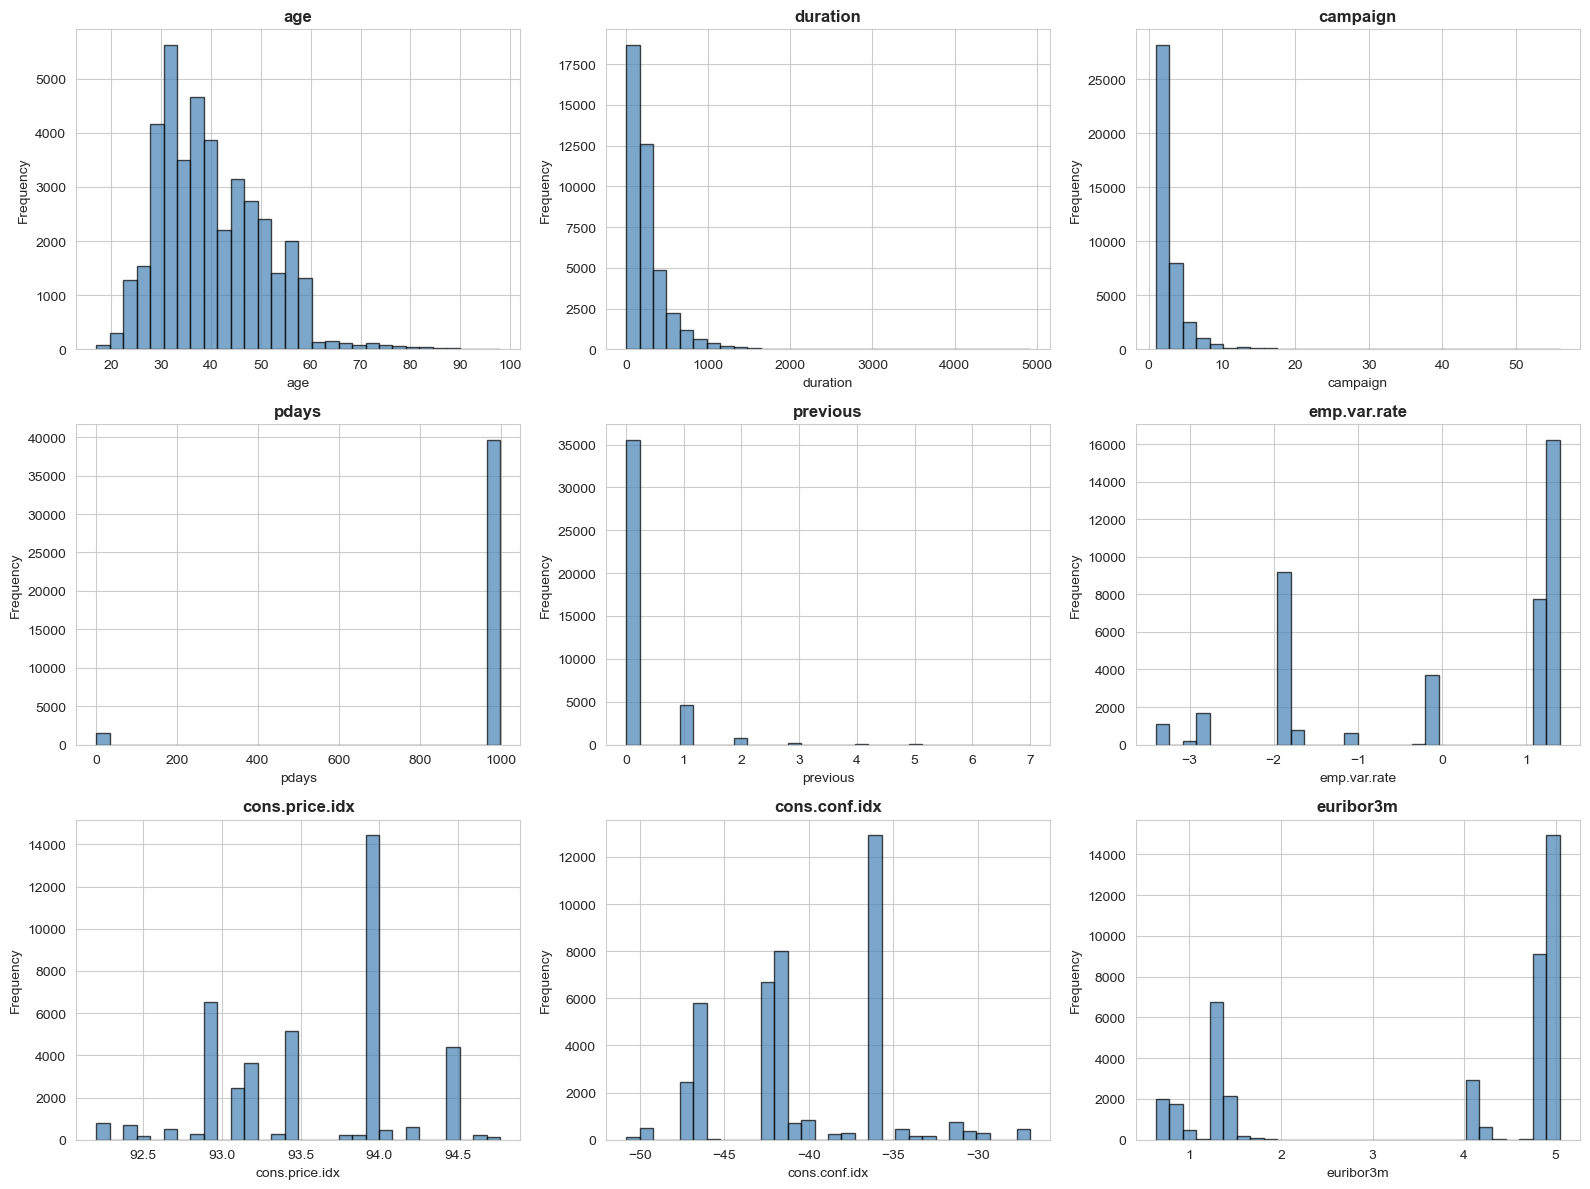 age
5000
4000
3000
2000
1000
0
Frequency
20 30 40 50 60 70 80 90 100
age
duration
17500
15000
12500
10000
7500
5000
2500
0
Frequency
0 1000 2000 3000 4000 5000
duration
campaign
25000
20000
15000
10000
5000
0
Frequency
0 10 20 30 40 50
campaign
pdays
40000
35000
30000
25000
20000
15000
10000
5000
0
Frequency
0 200 400 600 800 1000
pdays
previous
35000
30000
25000
20000
15000
10000
5000
0
Frequency
0 1 2 3 4 5 6 7
previous
emp.var.rate
16000
14000
12000
10000
8000
6000
4000
2000
0
Frequency
−3 −2 −1 0 1
emp.var.rate
cons.price.idx
14000
12000
10000
8000
6000
4000
2000
0
Frequency
92.5 93.0 93.5 94.0 94.5
cons.price.idx
cons.conf.idx
12000
10000
8000
6000
4000
2000
0
Frequency
−50 −45 −40 −35 −30
cons.conf.idx
euribor3m
14000
12000
10000
8000
6000
4000
2000
0
Frequency
1 2 3 4 5
euribor3m